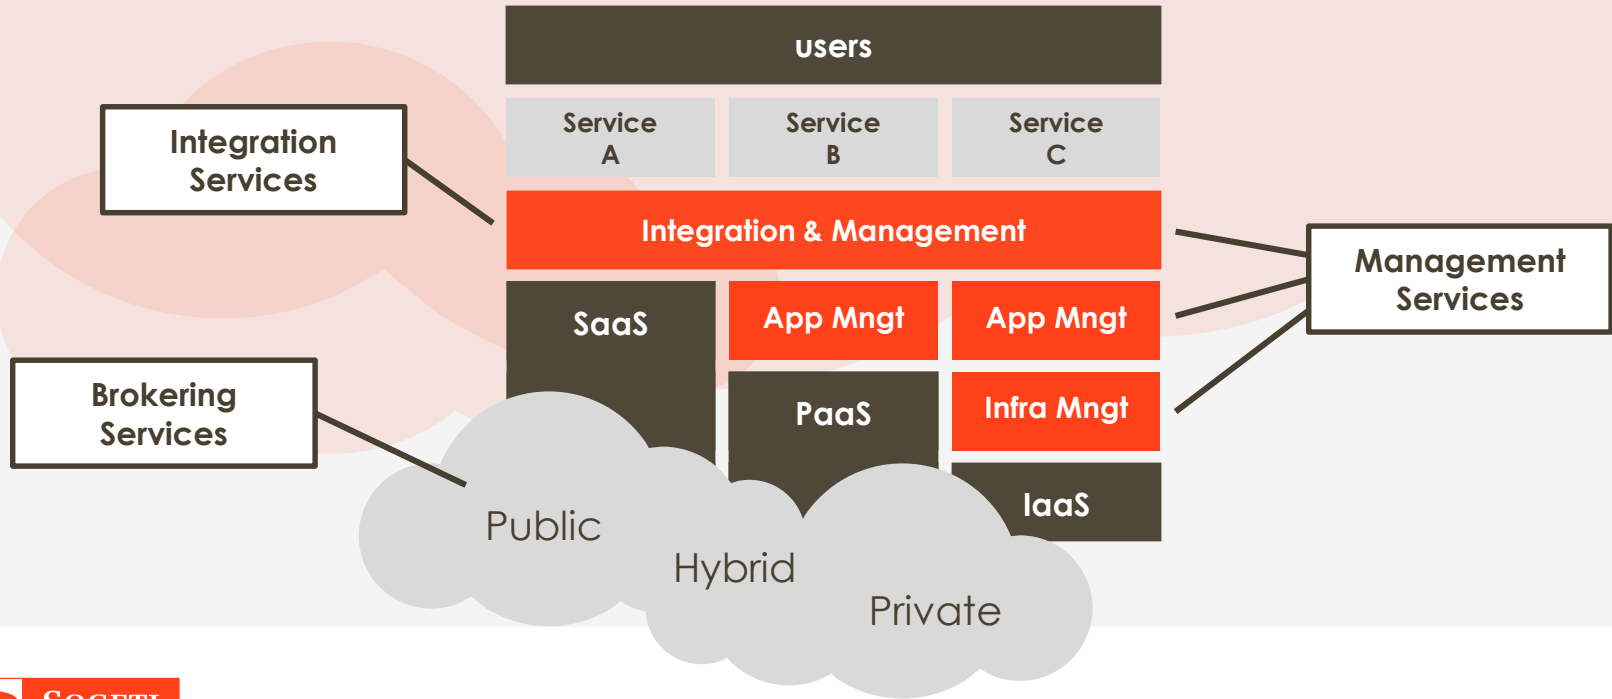 users
Service
A
Service
B
Service
C
Integration
Services
Integration & Management
Management
Services
SaaS
App Mngt
App Mngt
Brokering
Services
PaaS
Infra Mngt
IaaS
Public
Hybrid
Private
SOGETI